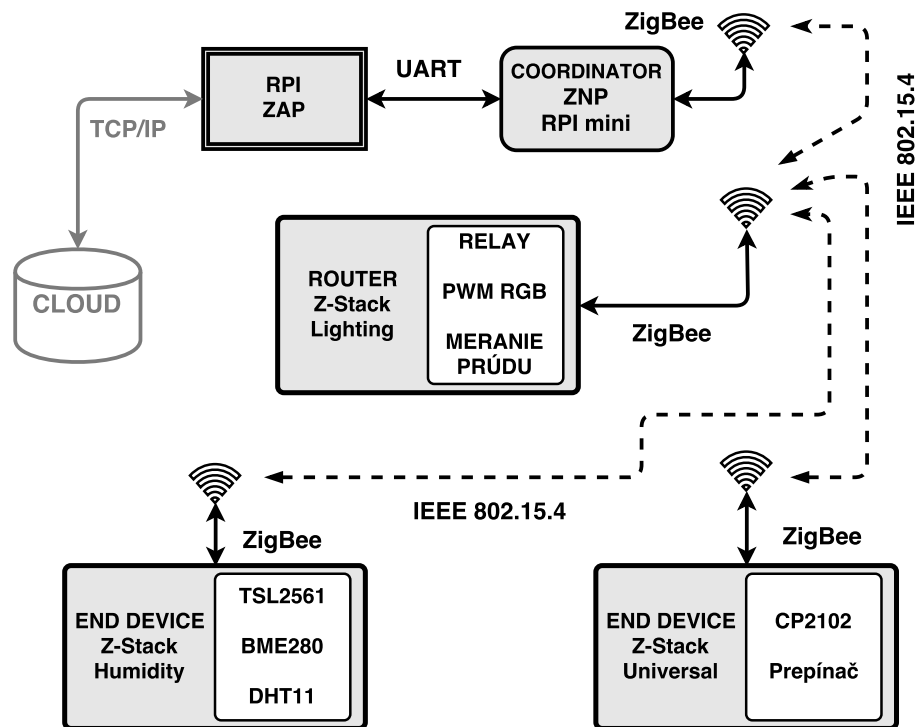 ZigBee
RPI
ZAP
UART
COORDINATOR
ZNP
RPI mini
TCP/IP
IEEE 802.15.4
CLOUD
ROUTER
Z-Stack
Lighting
RELAY
PWM RGB
MERANIE
PRÚDU
ZigBee
IEEE 802.15.4
ZigBee
ZigBee
END DEVICE
Z-Stack
Humidity
TSL2561
BME280
DHT11
END DEVICE
Z-Stack
Universal
CP2102
Prepínač